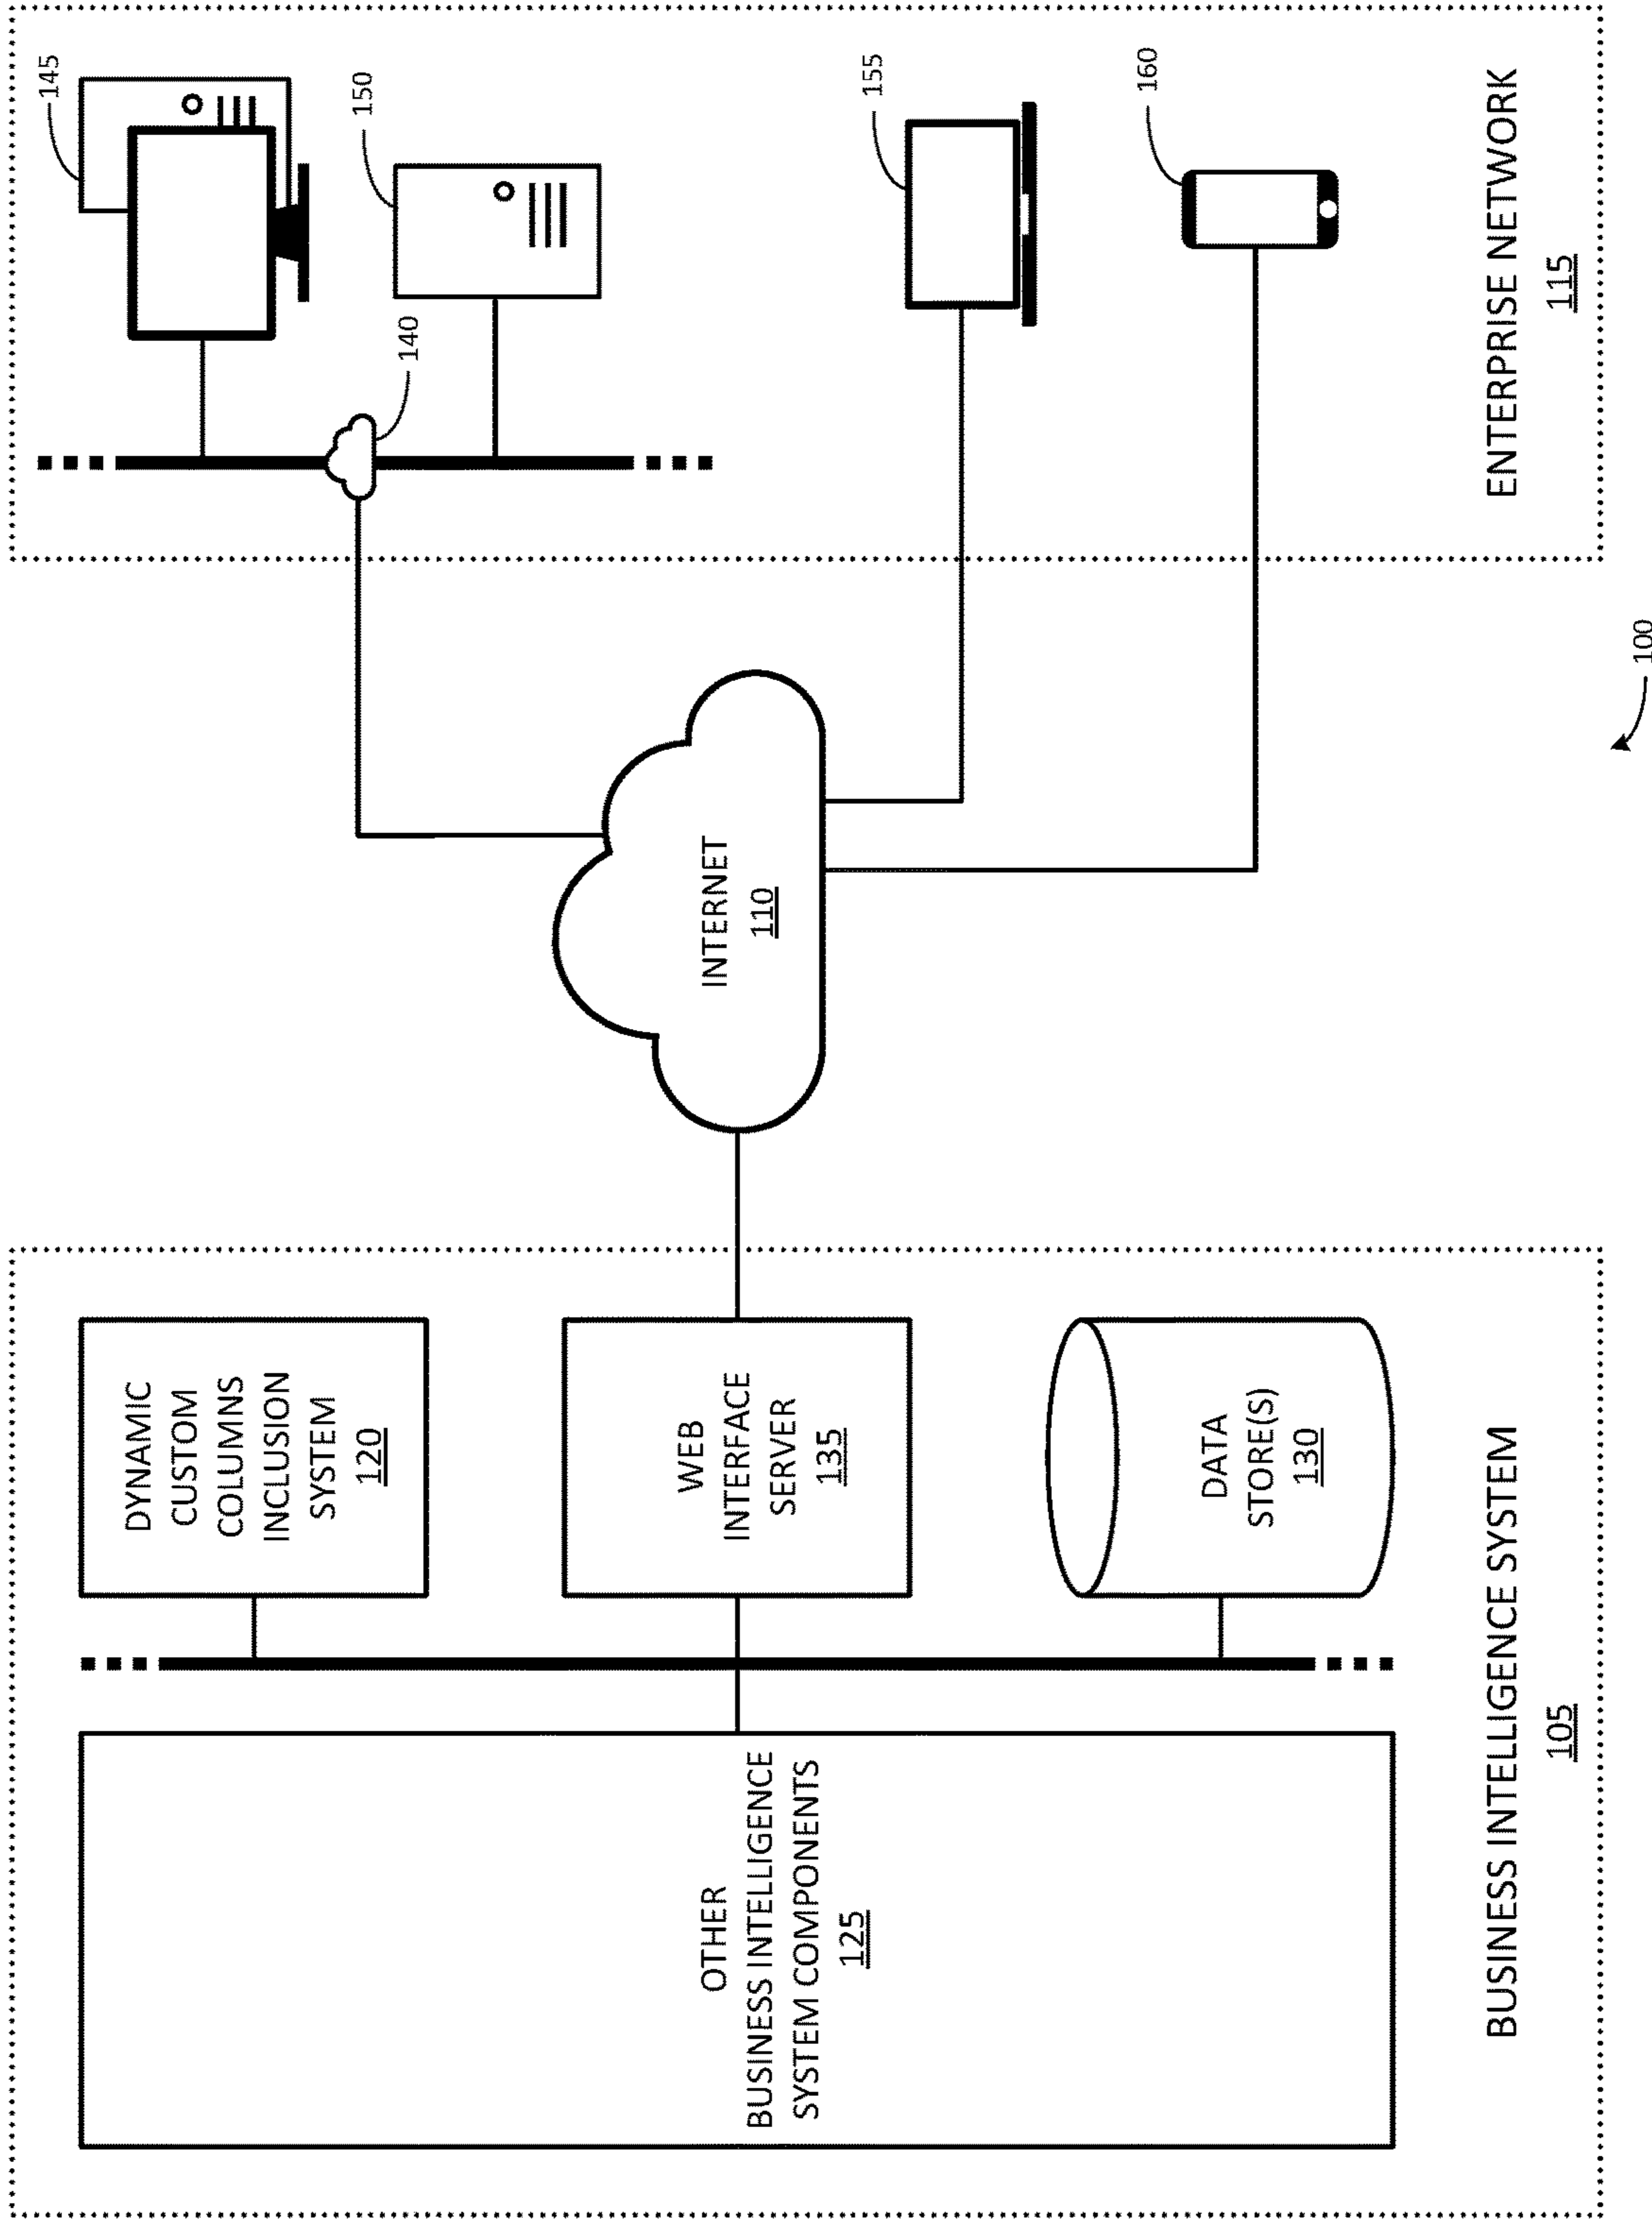 OTHER
BUSINESS INTELLIGENCE
SYSTEM COMPONENTS
125
DYNAMIC
CUSTOM
COLUMNS
INCLUSION
SYSTEM
120
WEB
INTERFACE
SERVER
135
DATA
STORE(S)
130
BUSINESS INTELLIGENCE SYSTEM
105
INTERNET
110
145
150
140
155
160
ENTERPRISE NETWORK
115
100